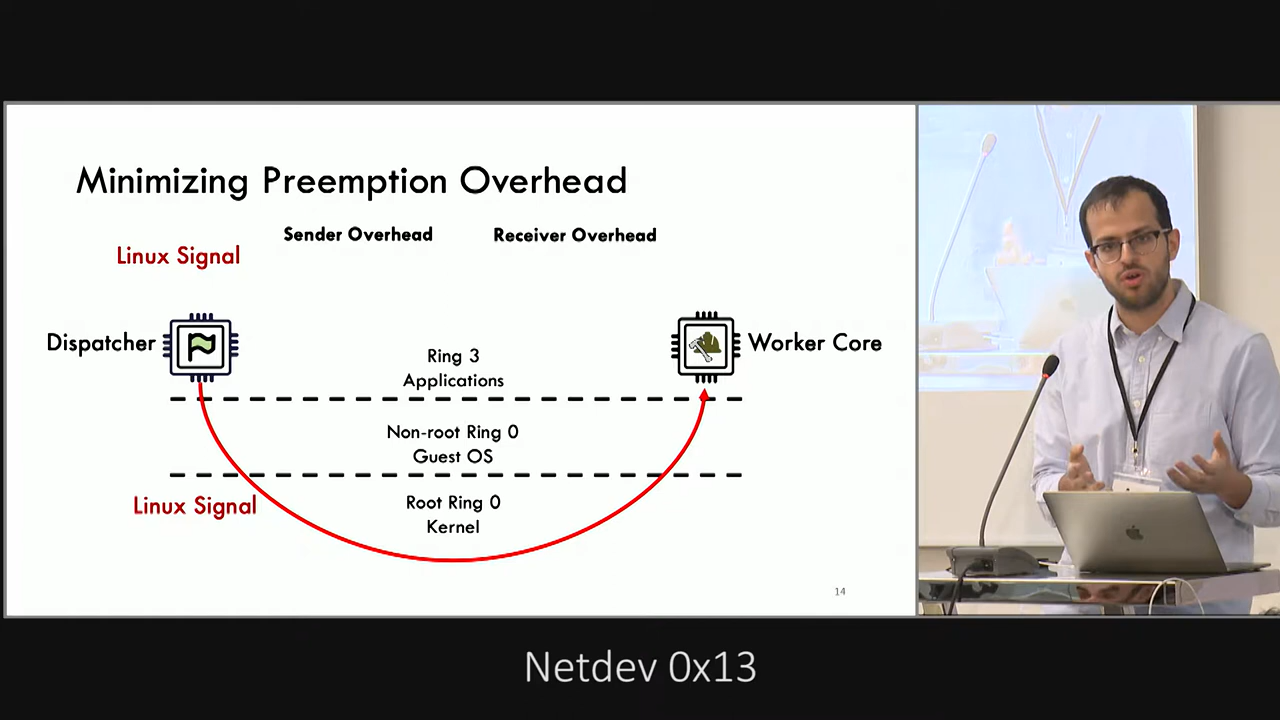 Minimizing Preemption Overhead
Sender Overhead
Receiver Overhead
Linux Signal
Dispatcher
Worker Core
Ring 3
Applications
Non-root Ring 0
Guest OS
Linux Signal
Root Ring 0
Kernel
14
Netdev 0x13